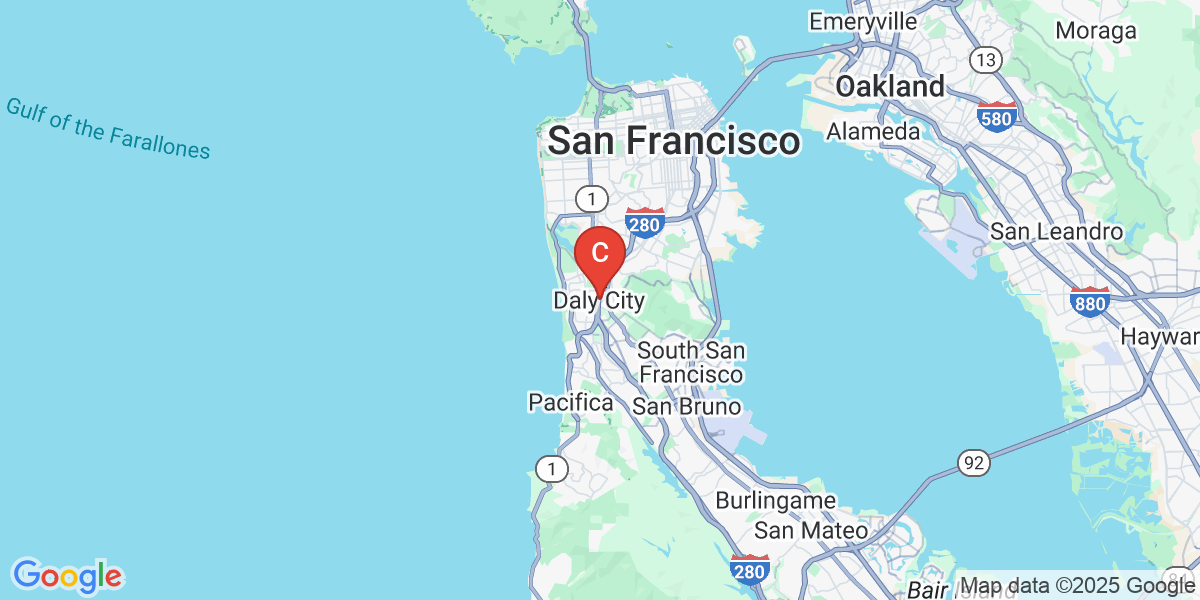 Emeryville
Moraga
13
Oakland
580
Gulf of the Farallones
Alameda
San Francisco
1
280
San Leandro
C
Daly City
880
Haywar
South San
Francisco
Pacifica
San Bruno
1
92
Burlingame
San Mateo
280
84
Google
Bair Island
Map data ©2025 Google